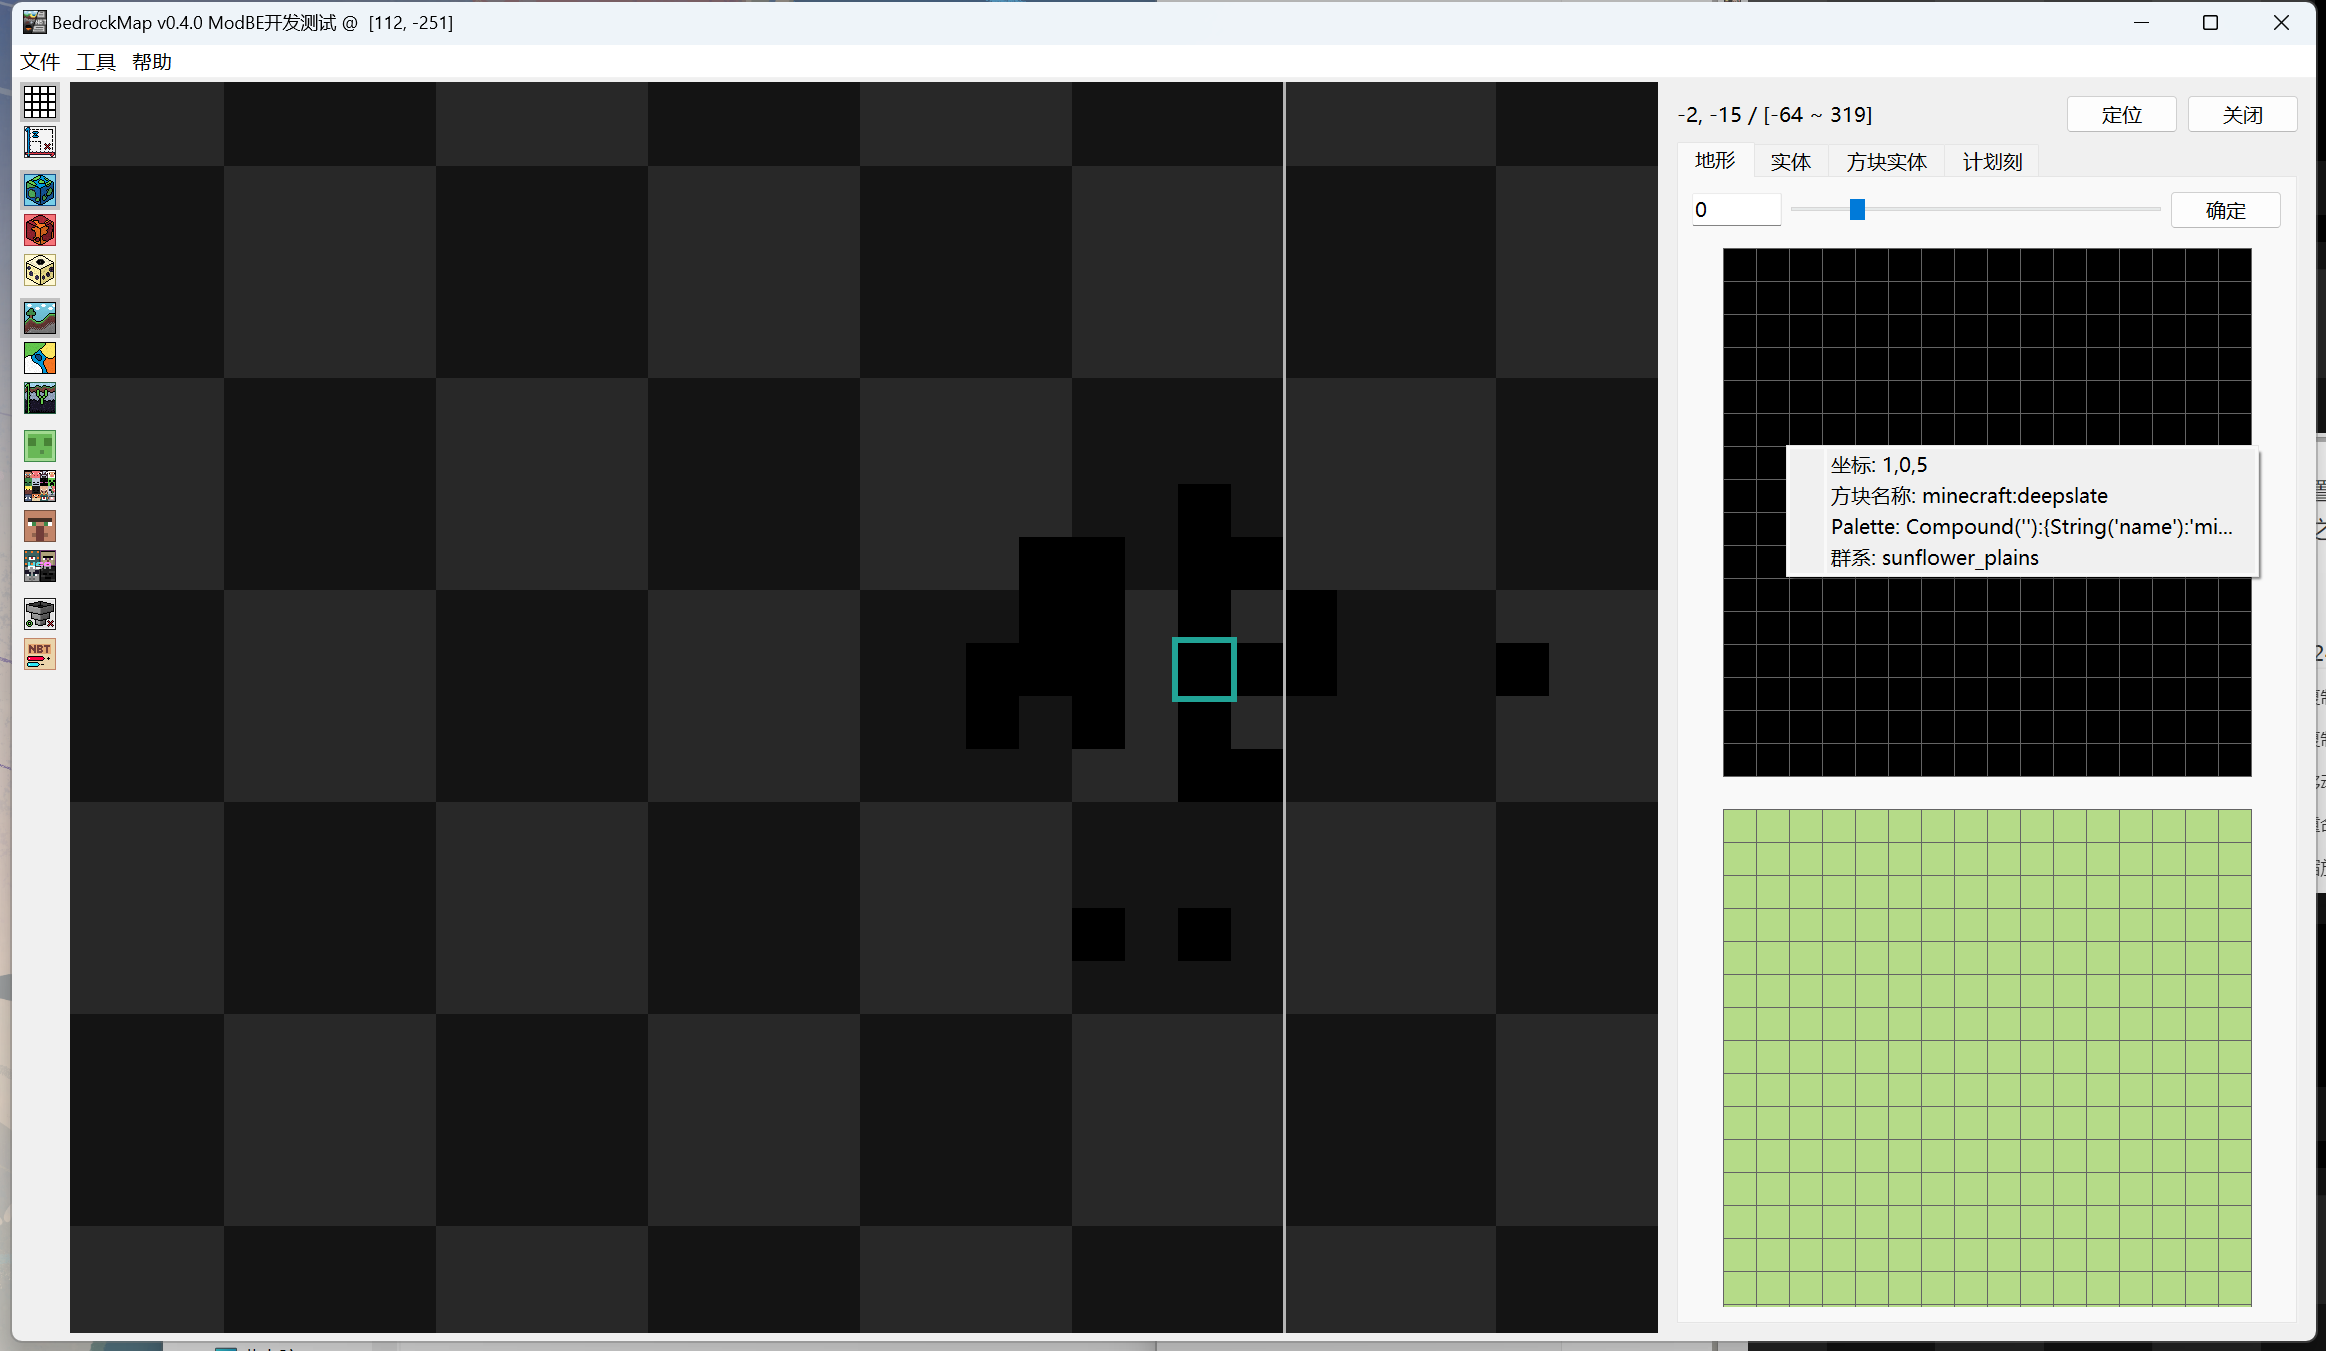 BedrockMap v0.4.0 ModBE开发测试 @ [112, -251]
文件 工具 帮助
-2, -15 / [-64 ~ 319]
定位
关闭
地形 实体 方块实体 计划刻
0
确定
坐标: 1,0,5
方块名称: minecraft:deepslate
Palette: Compound(''):{String('name'):'mi...
群系: sunflower_plains
NBT